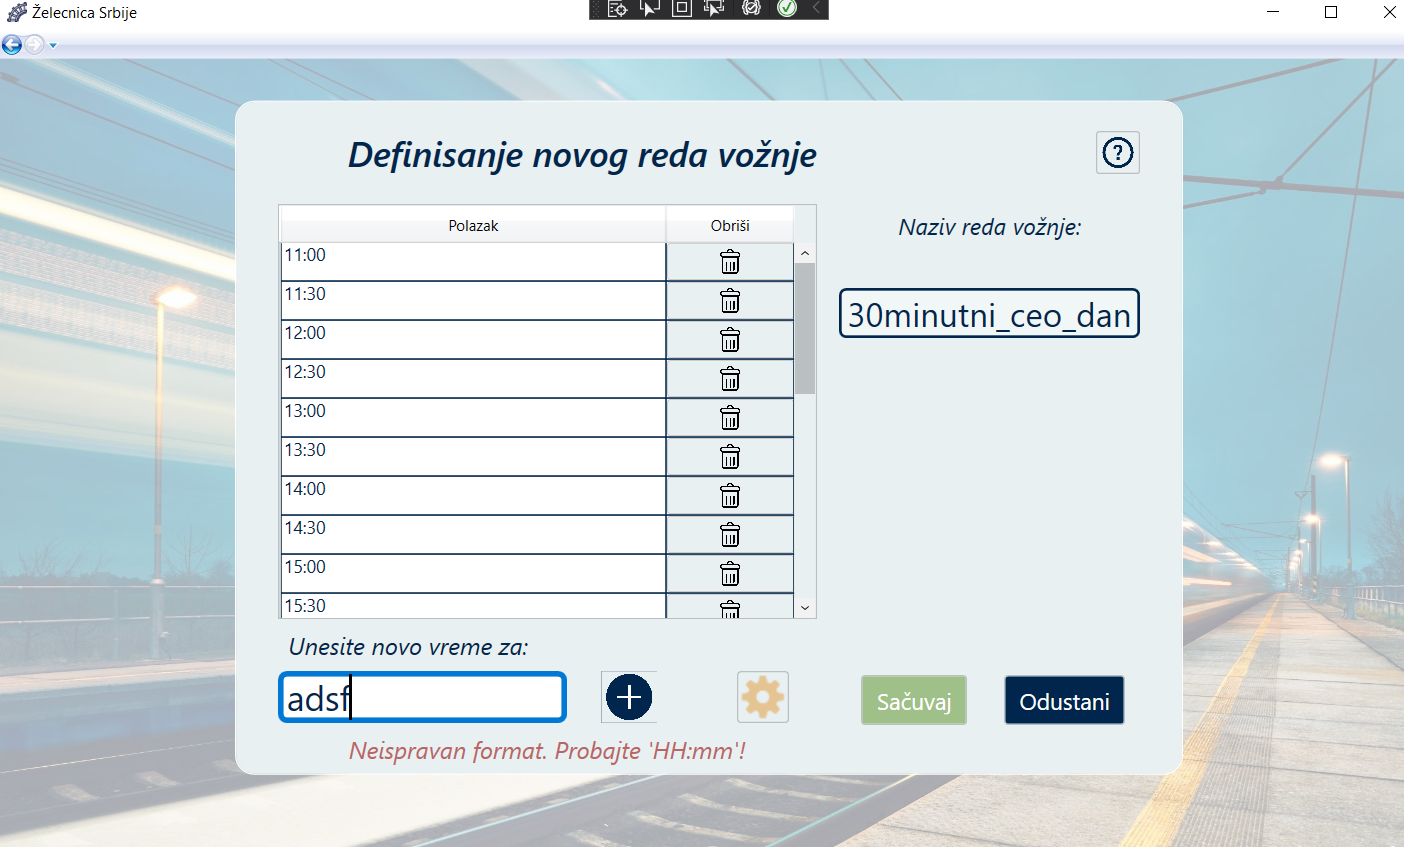 Želecnica Srbije
Definisanje novog reda vožnje
?
Polazak
Obriši
11:00
11:30
12:00
12:30
13:00
13:30
14:00
14:30
15:00
15:30
Naziv reda vožnje:
30minutni_ceo_dan
Unesite novo vreme za:
adsf
Sačuvaj
Odustani
Neispravan format. Probajte 'HH:mm'!